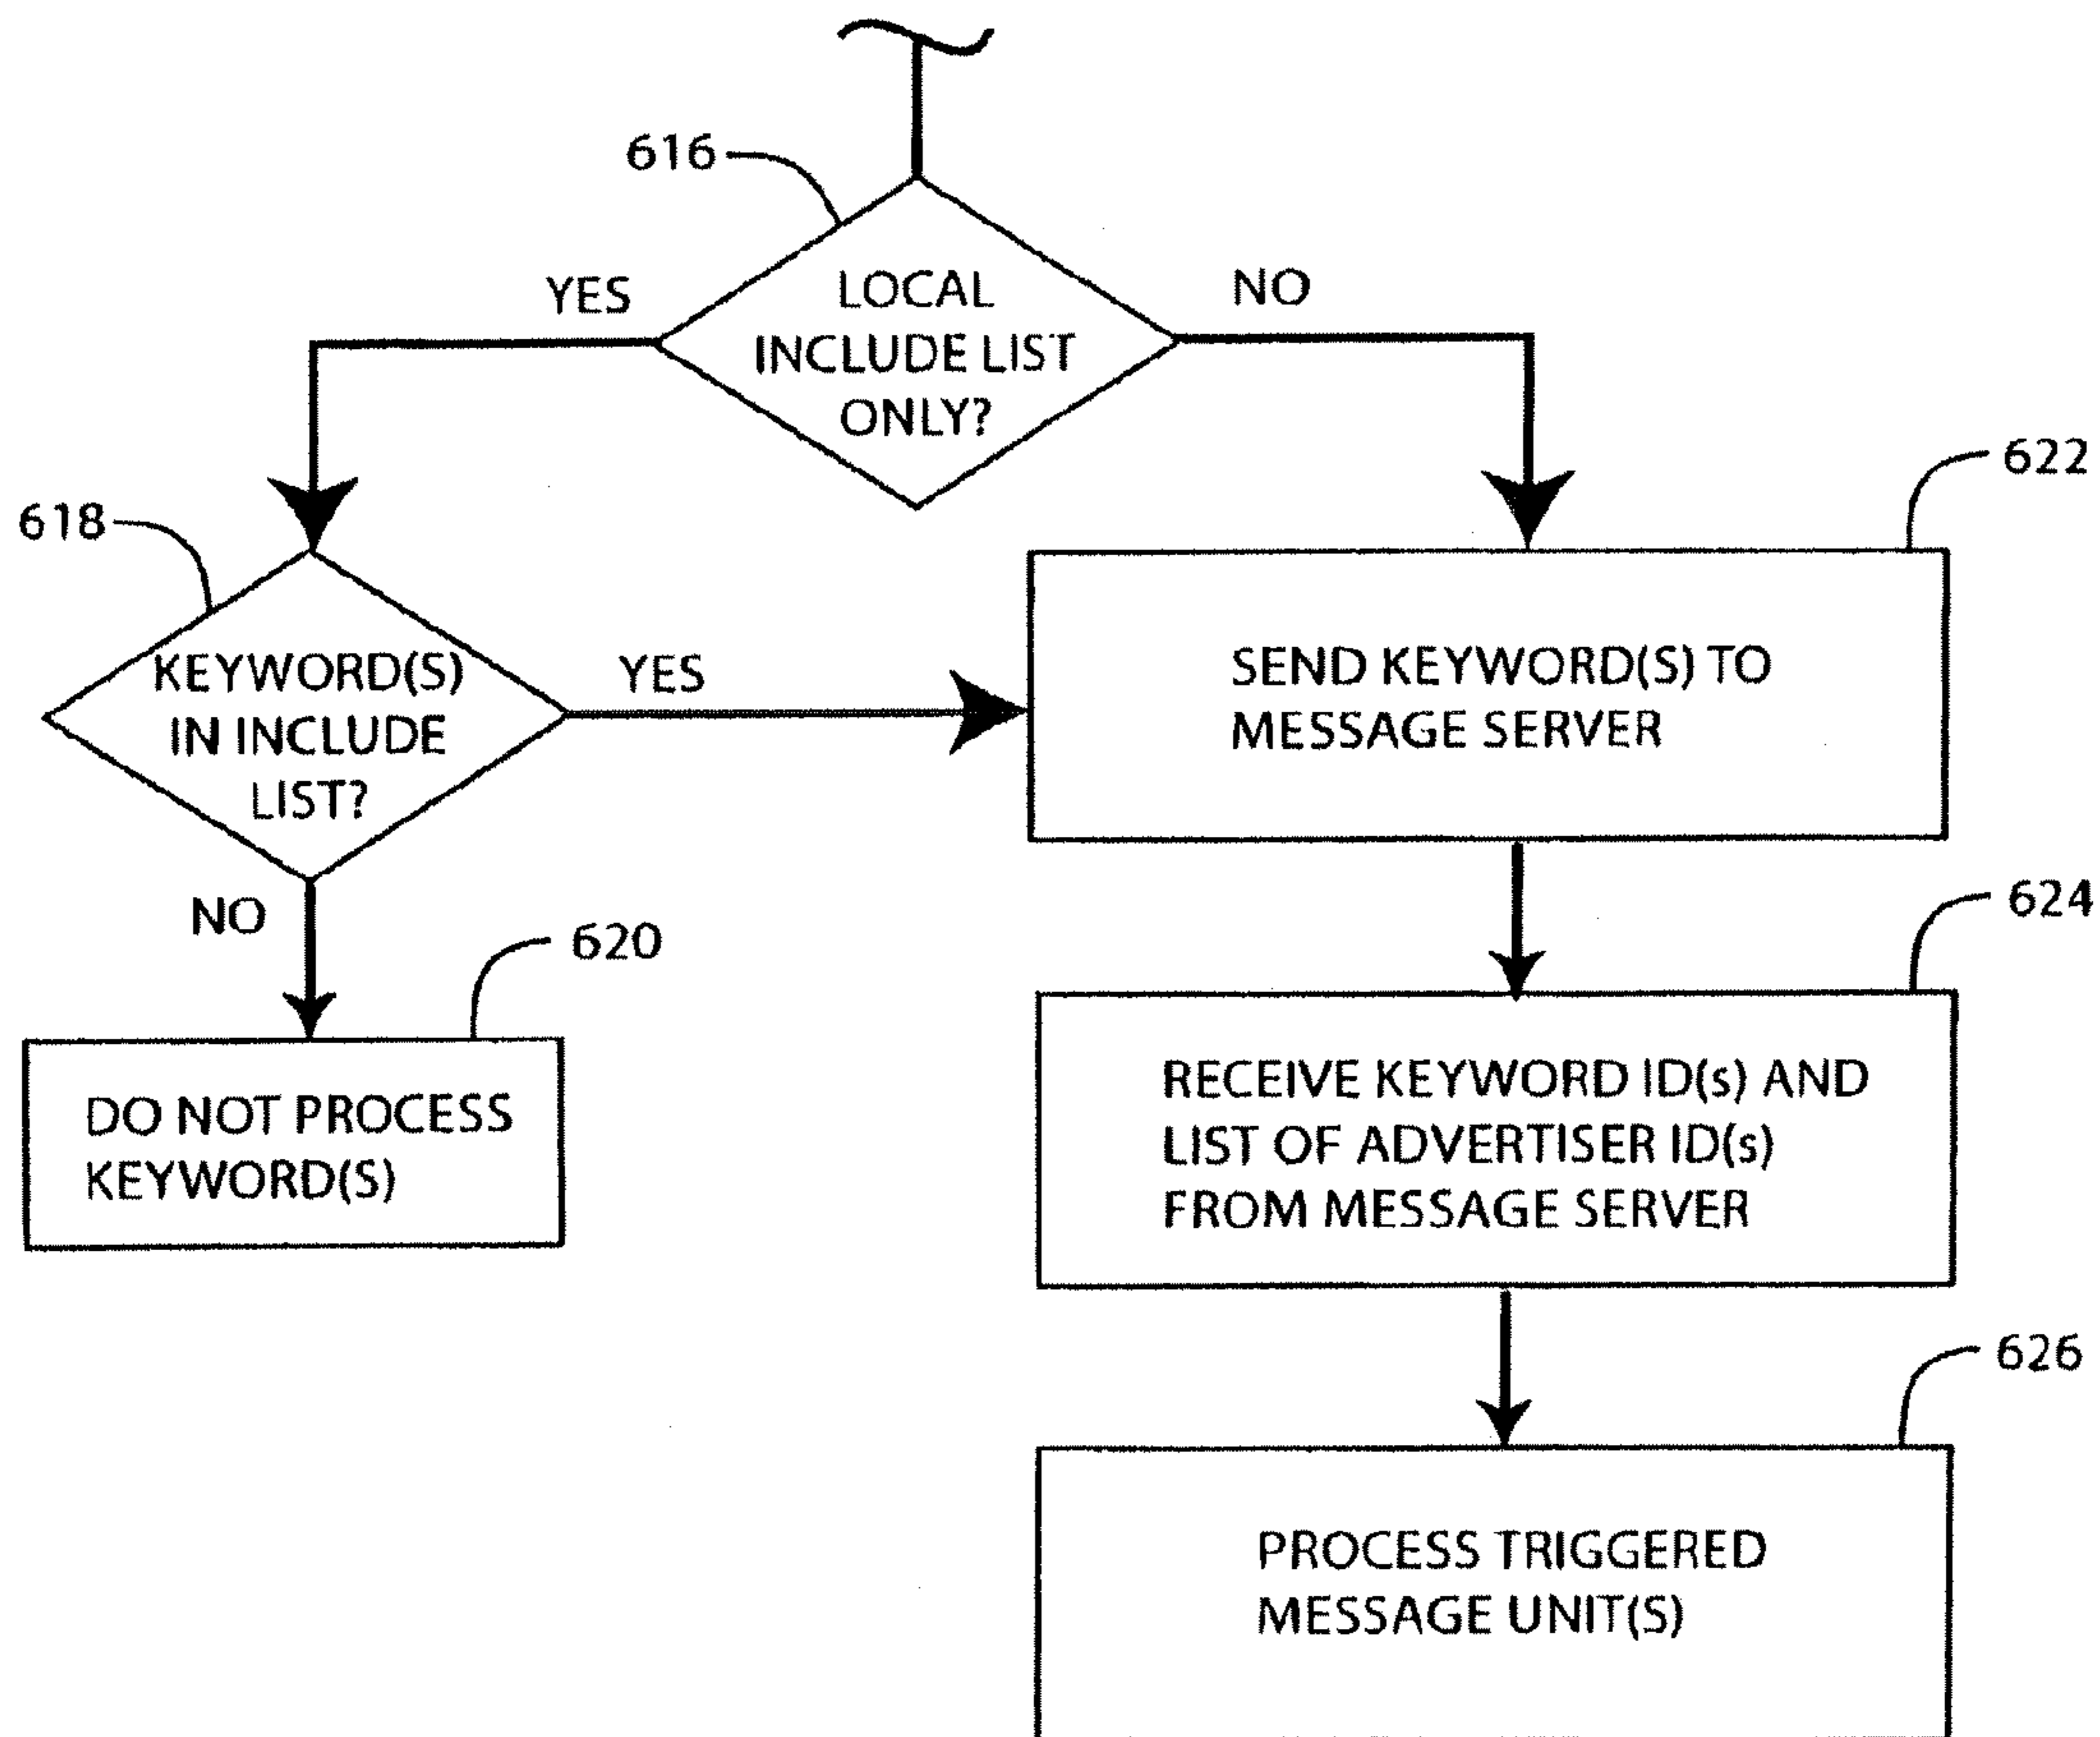 616
LOCAL
INCLUDE LIST
ONLY?
YES
NO
618
KEYWORD(S)
IN INCLUDE
LIST?
YES
NO
620
DO NOT PROCESS
KEYWORD(S)
622
SEND KEYWORD(S) TO
MESSAGE SERVER
624
RECEIVE KEYWORD ID(s) AND
LIST OF ADVERTISER ID(s)
FROM MESSAGE SERVER
626
PROCESS TRIGGERED
MESSAGE UNIT(S)